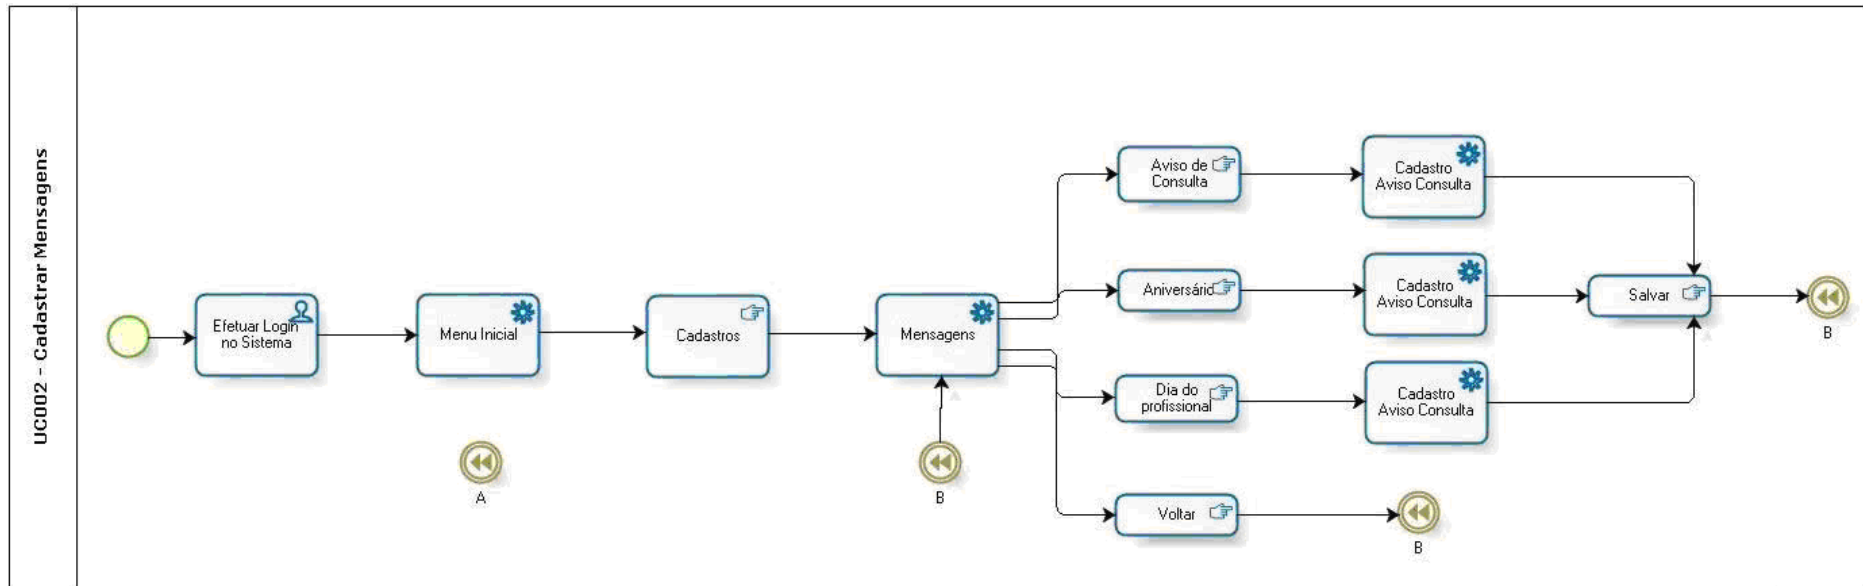 UC002 - Cadastrar Mensagens
Efetuar Login
no Sistema
Menu Inicial
Cadastros
Mensagens
A
B
Aviso de
Consulta
Cadastro
Aviso Consulta
Aniversário
Cadastro
Aviso Consulta
Salvar
B
Dia do
profissional
Cadastro
Aviso Consulta
Voltar
B